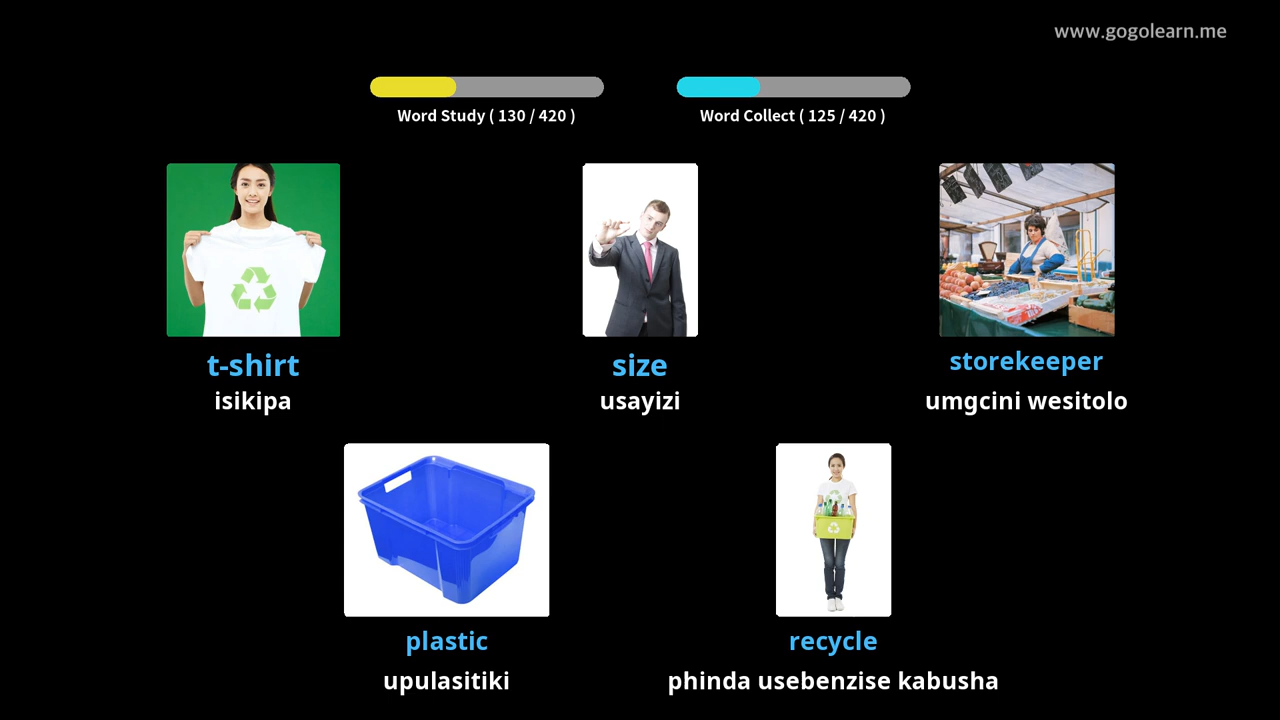 www.gogolearn.me
Word Study ( 130 / 420 )
Word Collect ( 125 / 420 )
t-shirt
isikipa
size
usayizi
storekeeper
umgcini wesitolo
plastic
upulasitiki
recycle
phinda usebenzise kabusha